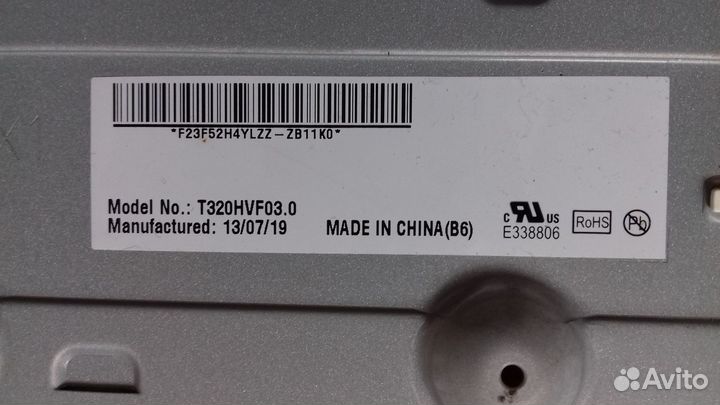 *F23F52H4YLZZ-ZB11K0*
Model No.: T320HVF03.0
Manufactured: 13/07/19
MADE IN CHINA(B6)
c RU US
E338806
RoHS
Pb
Avito